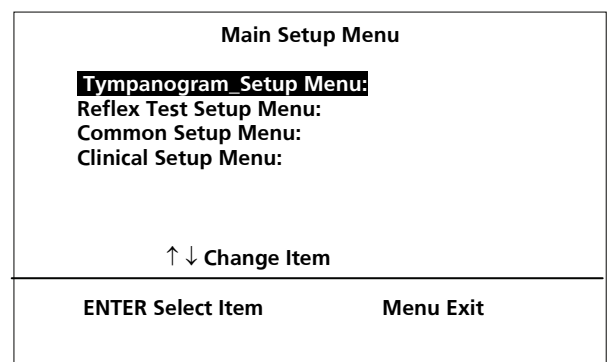 Main Setup Menu
Tympanogram_Setup Menu:
Reflex Test Setup Menu:
Common Setup Menu:
Clinical Setup Menu:
↑↓ Change Item
ENTER Select Item Menu Exit